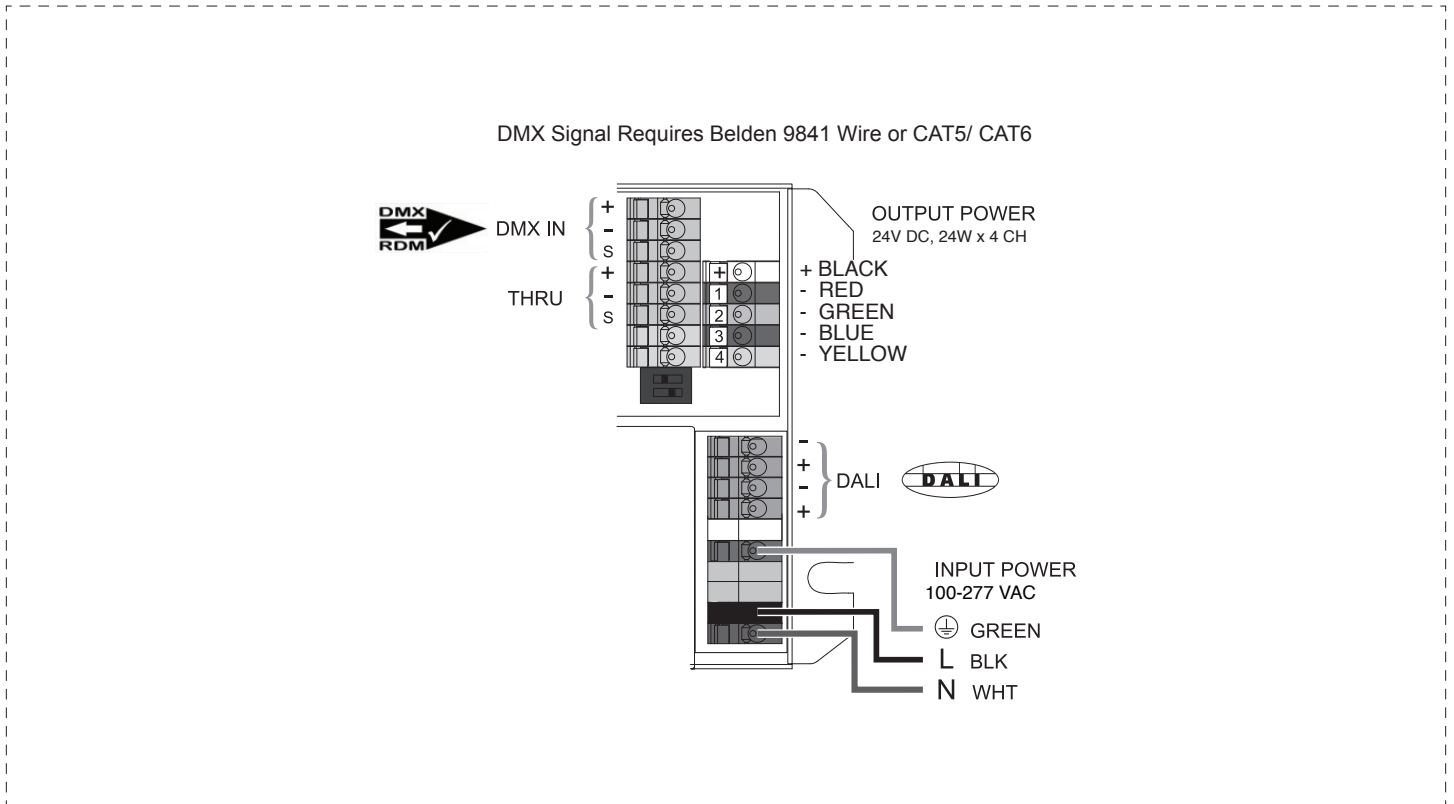 DMX Signal Requires Belden 9841 Wire or CAT5/ CAT6
DMX
RDM
DMX IN
+
-
S
THRU
+
-
S
OUTPUT POWER
24V DC, 24W x 4 CH
+
1
2
3
4
+ BLACK
- RED
- GREEN
- BLUE
- YELLOW
-
+
-
+
DALI
DALI
INPUT POWER
100-277 VAC
GREEN
L BLK
N WHT